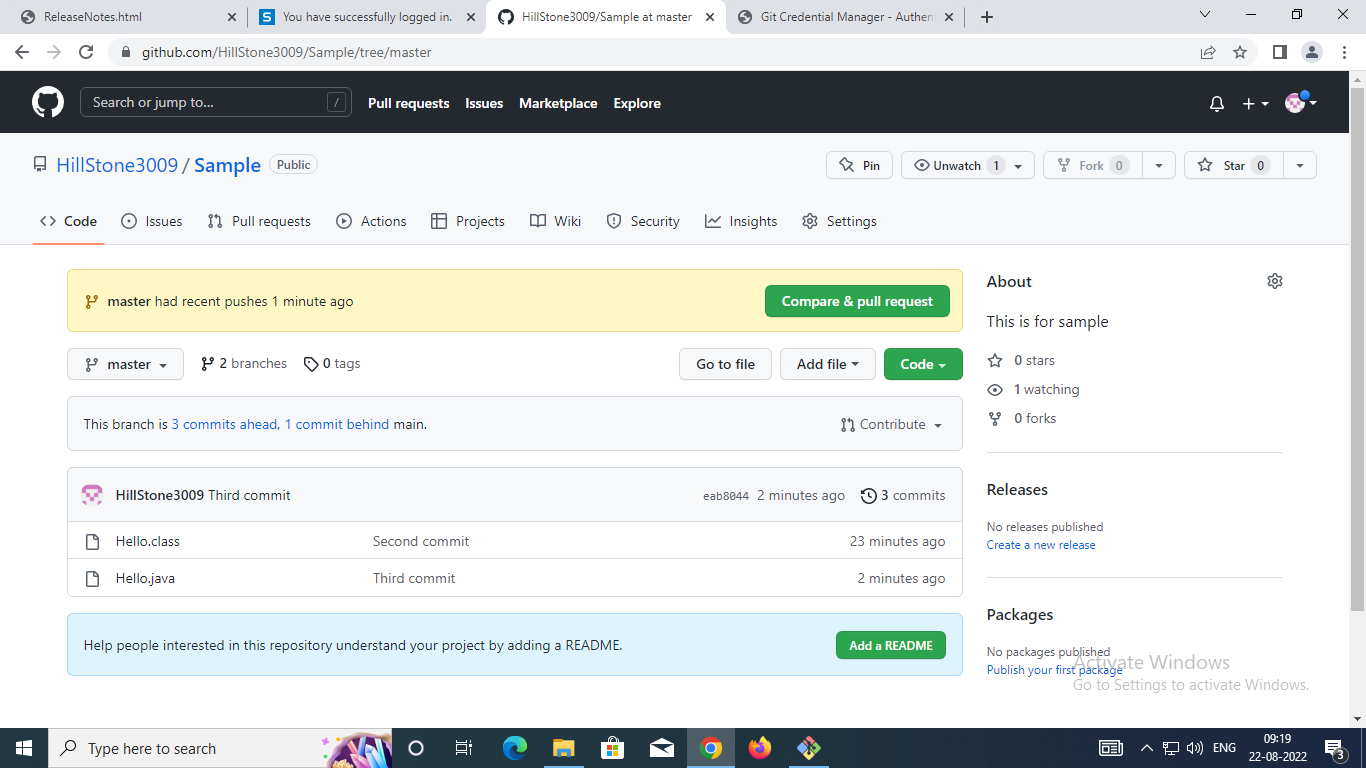 ReleaseNotes.html
S You have successfully logged in.
HillStone3009/Sample at master
Git Credential Manager - Authen
github.com/HillStone3009/Sample/tree/master
Search or jump to... /
Pull requests Issues Marketplace Explore
HillStone3009 / Sample Public
Pin
Unwatch 1
Fork 0
Star 0
Code
Issues
Pull requests
Actions
Projects
Wiki
Security
Insights
Settings
master had recent pushes 1 minute ago
Compare & pull request
master
2 branches
0 tags
Go to file
Add file
Code
This branch is 3 commits ahead, 1 commit behind main.
Contribute
HillStone3009 Third commit
eab8044 2 minutes ago
3 commits
Hello.class Second commit 23 minutes ago
Hello.java Third commit 2 minutes ago
Help people interested in this repository understand your project by adding a README.
Add a README
About
This is for sample
0 stars
1 watching
0 forks
Releases
No releases published
Create a new release
Packages
No packages published
Publish your first package
Activate Windows
Go to Settings to activate Windows.
Type here to search
ENG
09:19
22-08-2022
3